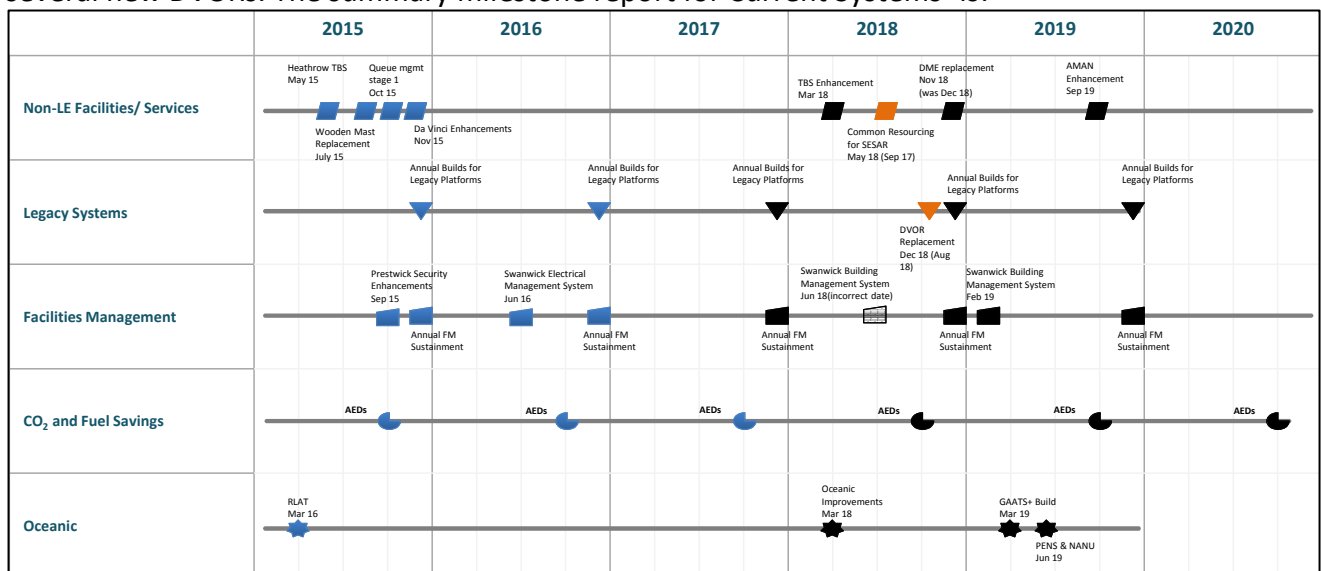 several new DVORs. The summary milestone report for Current Systems is:
2015 2016 2017 2018 2019 2020
Non-LE Facilities/ Services
Heathrow TBS
May 15
Queue mgmt
stage 1
Oct 15
Wooden Mast
Replacement
July 15
Da Vinci Enhancements
Nov 15
TBS Enhancement
Mar 18
Common Resourcing
for SESAR
May 18 (Sep 17)
DME replacement
Nov 18
(was Dec 18)
AMAN
Enhancement
Sep 19
Legacy Systems
Annual Builds for
Legacy Platforms
Annual Builds for
Legacy Platforms
Annual Builds for
Legacy Platforms
DVOR
Replacement
Dec 18 (Aug
18)
Annual Builds for
Legacy Platforms
Annual Builds for
Legacy Platforms
Facilities Management
Prestwick Security
Enhancements
Sep 15
Annual FM
Sustainment
Swanwick Electrical
Management System
Jun 16
Annual FM
Sustainment
Annual FM
Sustainment
Swanwick Building
Management System
Jun 18(incorrect date)
Annual FM
Sustainment
Swanwick Building
Management System
Feb 19
Annual FM
Sustainment
CO2 and Fuel Savings
AEDs
AEDs
AEDs
AEDs
AEDs
AEDs
Oceanic
RLAT
Mar 16
Oceanic
Improvements
Mar 18
GAATS+ Build
Mar 19
PENS & NANU
Jun 19